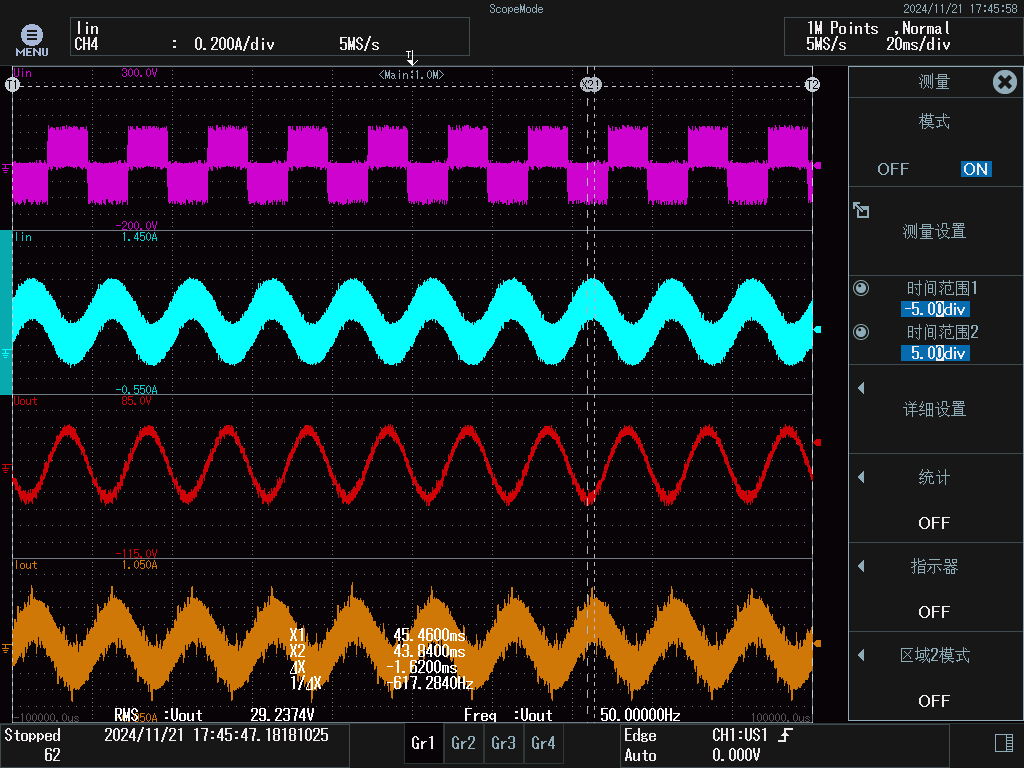 ScopeMode
2024/11/21 17:45:58
MENU
Iin
CH4 : 0.200A/div 5MS/s
1M Points ,Normal
5MS/s 20ms/div
T
<Main:1.0M>
Uin 300.0V
T1
X21
T2
-200.0V
Iin 1.450A
-0.550A
Uout 85.0V
-115.0V
Iout 1.050A
X1 45.4600ms
X2 43.8400ms
ΔX -1.6200ms
1/ΔX -617.2840Hz
-100000.0us
100000.0us
RMS :Uout 29.2374V
Freq :Uout 50.00000Hz
测量
模式
OFF ON
测量设置
时间范围1
-5.00div
时间范围2
5.00div
详细设置
统计
OFF
指示器
OFF
区域2模式
OFF
Stopped 2024/11/21 17:45:47.18181025
62
Gr1 Gr2 Gr3 Gr4
Edge CH1:US1
Auto 0.000V